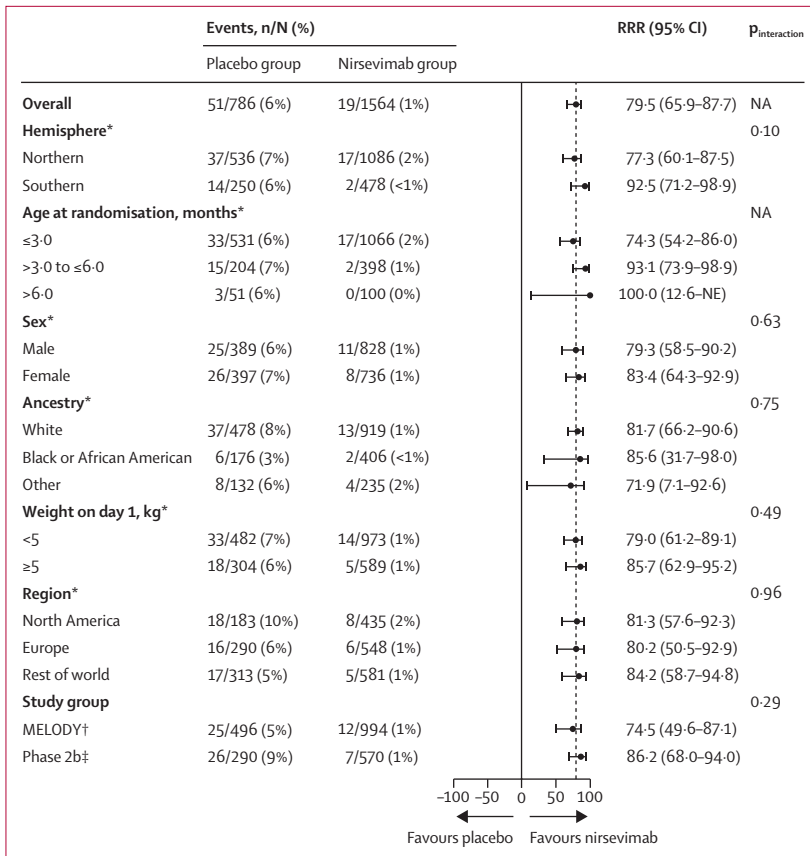 Events, n/N (%) RRR (95% CI) pinteraction
Placebo group Nirsevimab group
Overall 51/786 (6%) 19/1564 (1%) 79·5 (65·9–87·7) NA
Hemisphere* 0·10
Northern 37/536 (7%) 17/1086 (2%) 77·3 (60·1–87·5)
Southern 14/250 (6%) 2/478 (<1%) 92·5 (71·2–98·9)
Age at randomisation, months* NA
≤3·0 33/531 (6%) 17/1066 (2%) 74·3 (54·2–86·0)
>3·0 to ≤6·0 15/204 (7%) 2/398 (1%) 93·1 (73·9–98·9)
>6·0 3/51 (6%) 0/100 (0%) 100·0 (12·6–NE)
Sex* 0·63
Male 25/389 (6%) 11/828 (1%) 79·3 (58·5–90·2)
Female 26/397 (7%) 8/736 (1%) 83·4 (64·3–92·9)
Ancestry* 0·75
White 37/478 (8%) 13/919 (1%) 81·7 (66·2–90·6)
Black or African American 6/176 (3%) 2/406 (<1%) 85·6 (31·7–98·0)
Other 8/132 (6%) 4/235 (2%) 71·9 (7·1–92·6)
Weight on day 1, kg* 0·49
<5 33/482 (7%) 14/973 (1%) 79·0 (61·2–89·1)
≥5 18/304 (6%) 5/589 (1%) 85·7 (62·9–95·2)
Region* 0·96
North America 18/183 (10%) 8/435 (2%) 81·3 (57·6–92·3)
Europe 16/290 (6%) 6/548 (1%) 80·2 (50·5–92·9)
Rest of world 17/313 (5%) 5/581 (1%) 84·2 (58·7–94·8)
Study group 0·29
MELODY† 25/496 (5%) 12/994 (1%) 74·5 (49·6–87·1)
Phase 2b‡ 26/290 (9%) 7/570 (1%) 86·2 (68·0–94·0)
–100 –50 0 50 100
Favours placebo Favours nirsevimab